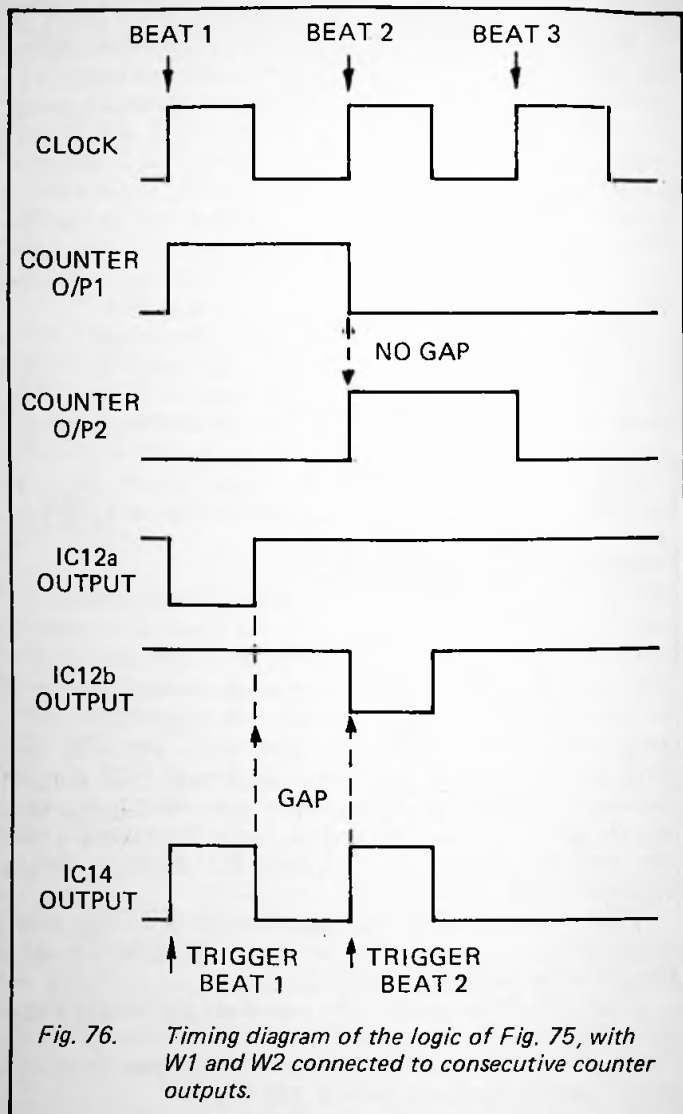 BEAT 1 BEAT 2 BEAT 3
CLOCK
COUNTER
O/P1
NO GAP
COUNTER
O/P2
IC12a
OUTPUT
IC12b
OUTPUT
GAP
IC14
OUTPUT
TRIGGER TRIGGER
BEAT 1 BEAT 2
Fig. 76. Timing diagram of the logic of Fig. 75, with
W1 and W2 connected to consecutive counter
outputs.